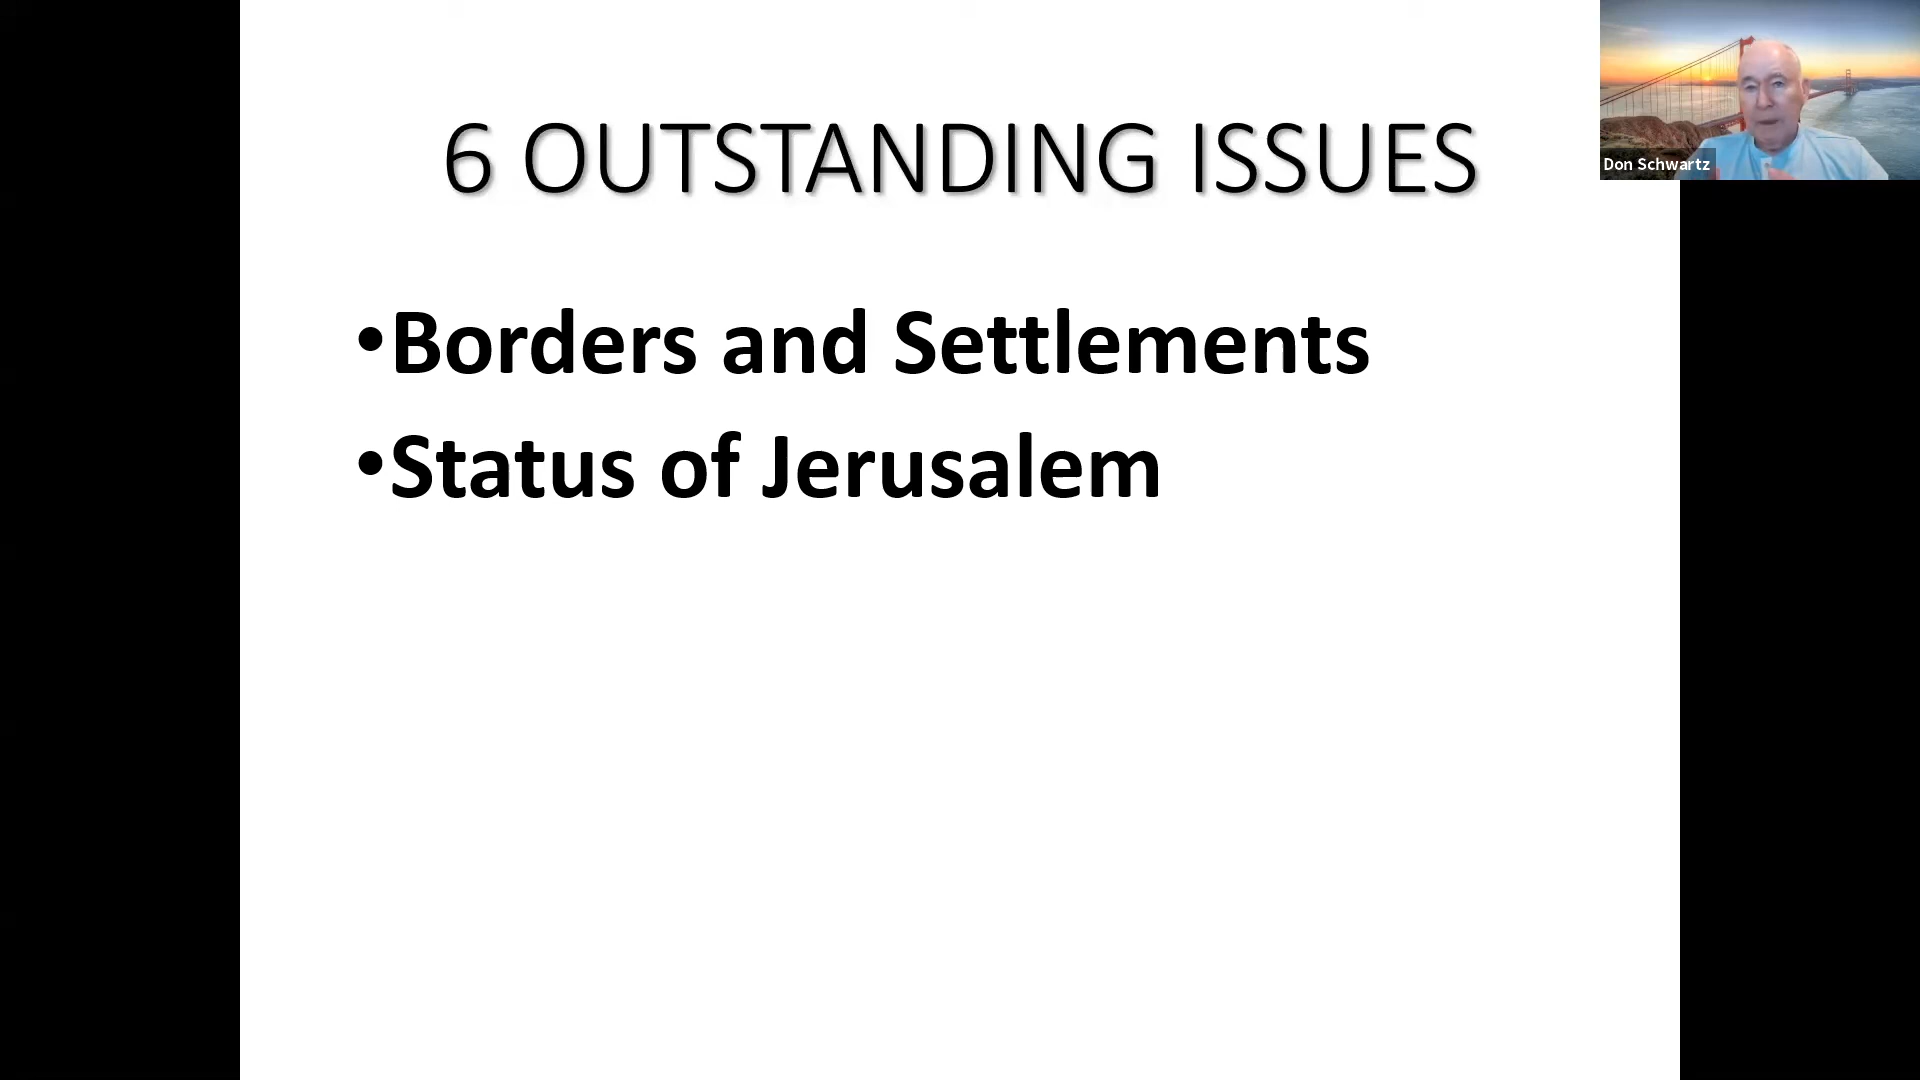 6 OUTSTANDING ISSUES
•Borders and Settlements
•Status of Jerusalem
Don Schwartz